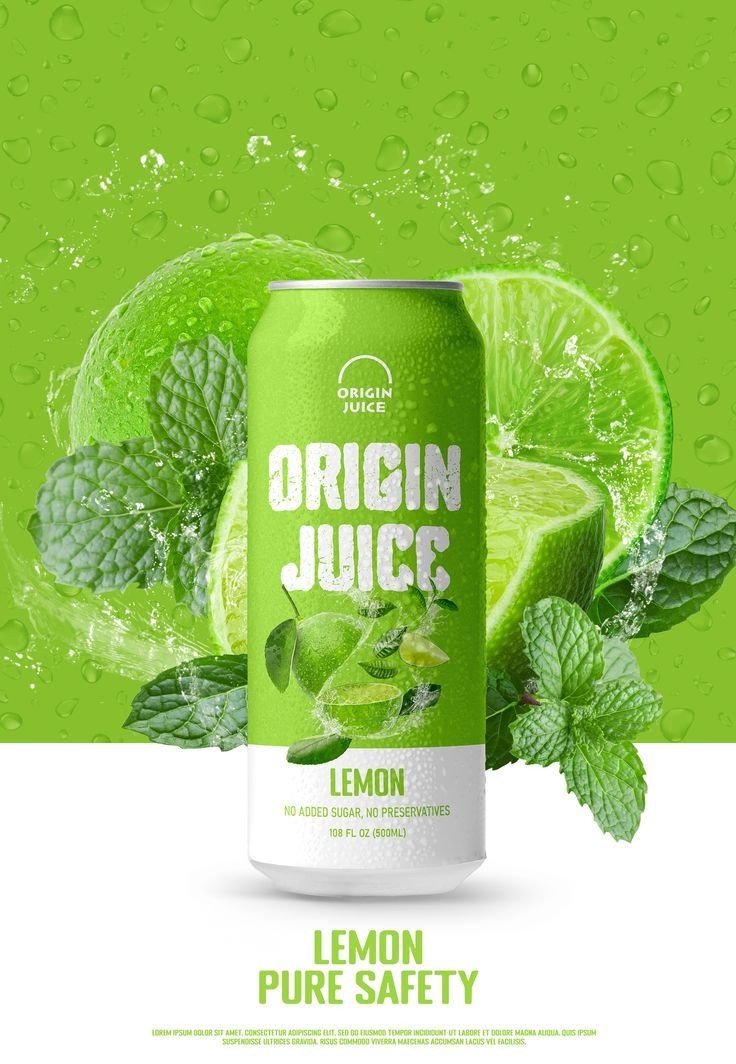 ORIGIN
JUICE
ORIGIN
JUICE
LEMON
NO ADDED SUGAR, NO PRESERVATIVES
108 FL OZ (500ML)
LEMON
PURE SAFETY
LOREM IPSUM DOLOR SIT AMET, CONSECTETUR ADIPISCING ELIT, SED DO EIUSMOD TEMPOR INCIDIDUNT UT LABORE ET DOLORE MAGNA ALIQUA. QUIS IPSUM
SUSPENDISSE ULTRICES GRAVIDA. RISUS COMMODO VIVERRA MAECENAS ACCUMSAN LACUS VEL FACILISIS.